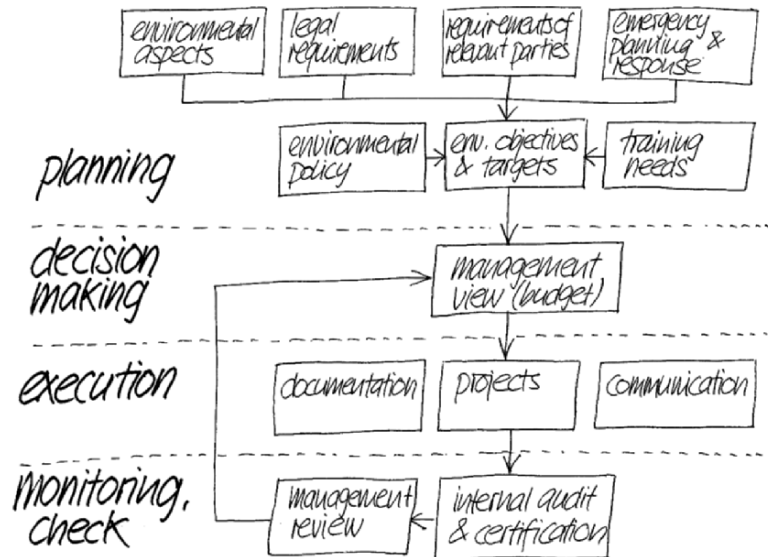 environmental
aspects
legal
requirements
requirements of
relevant parties
emergency
planning &
response
planning
environmental
policy
env. objectives
& targets
training
needs
decision
making
management
view (budget)
execution
documentation
projects
communication
monitoring,
check
management
review
internal audit
& certification